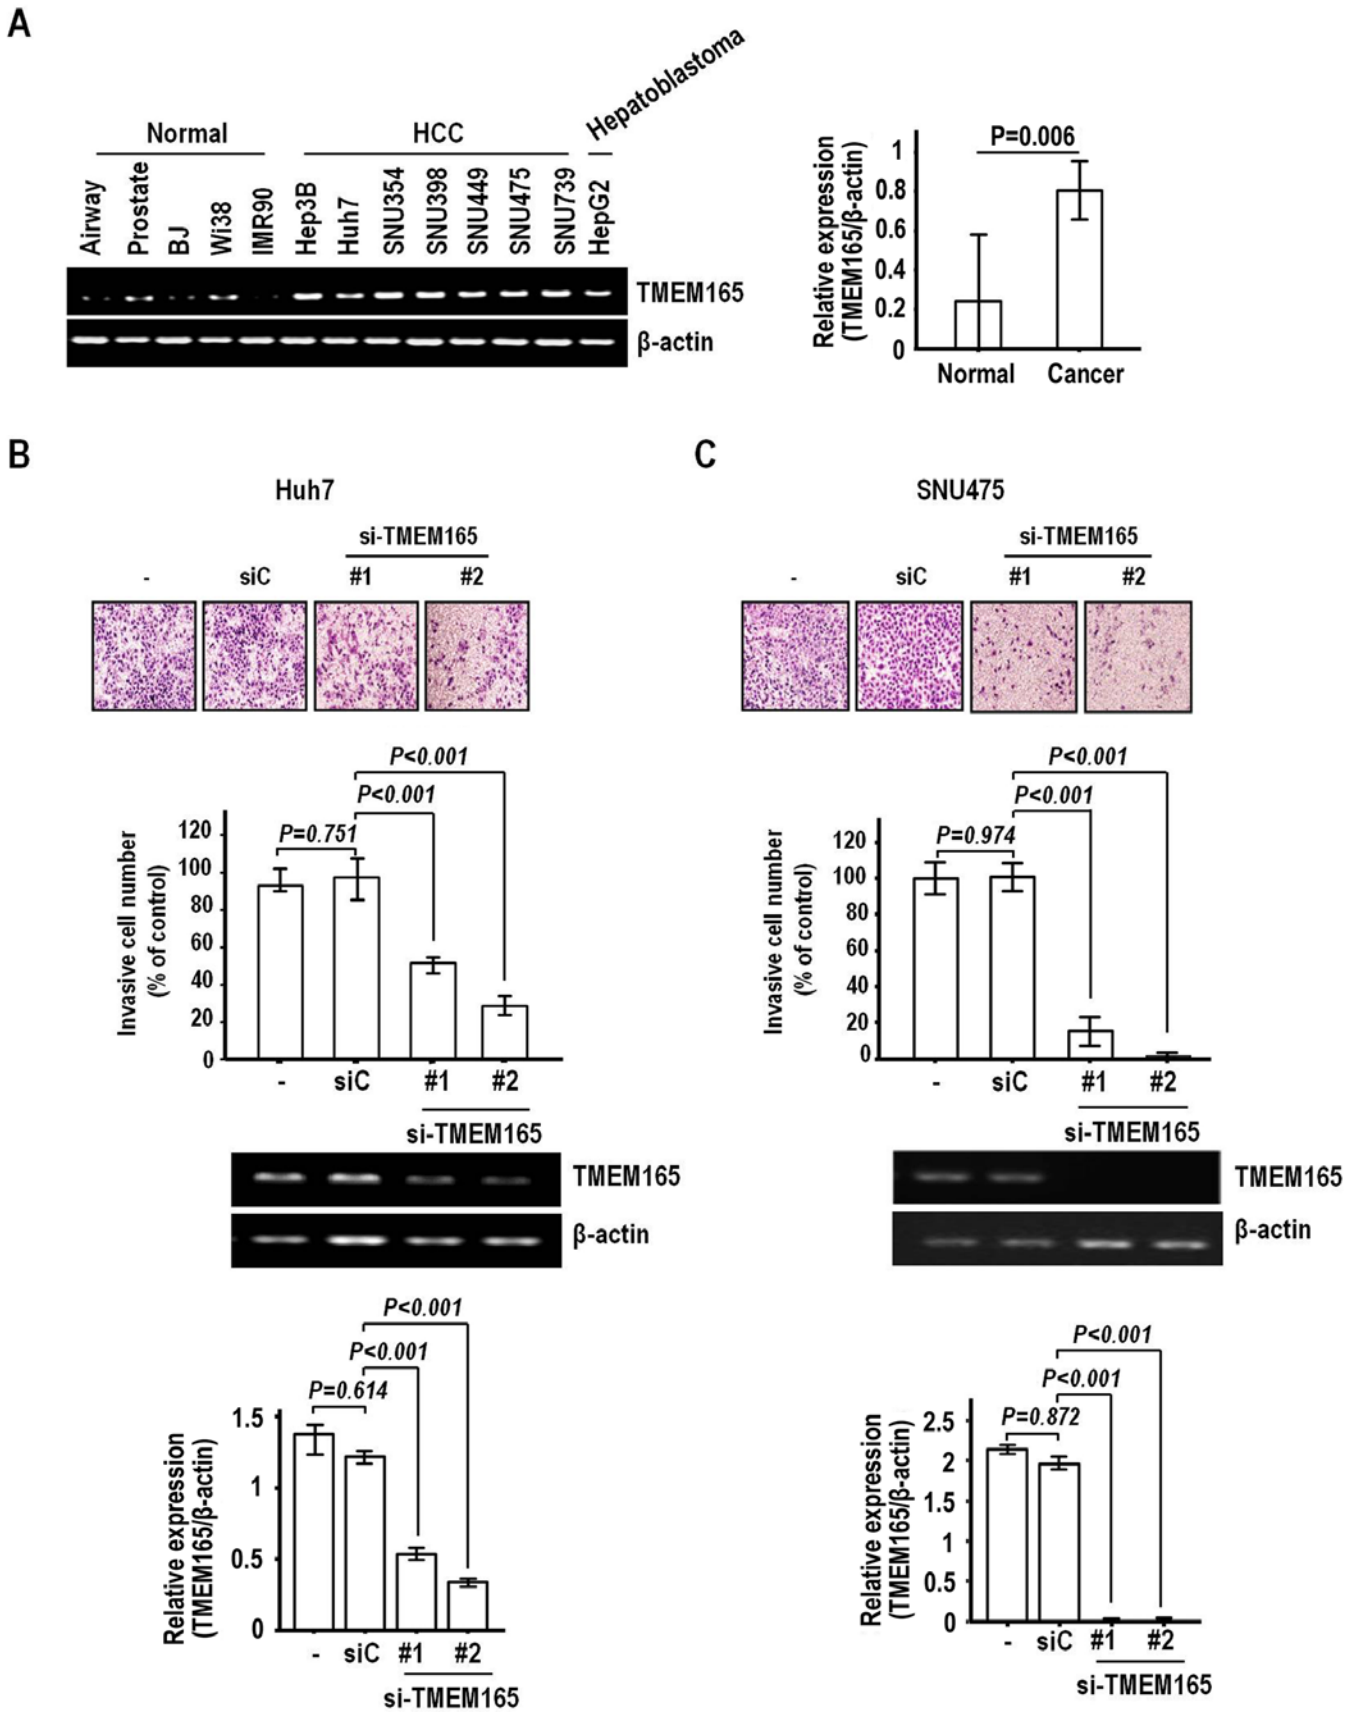 A
Normal
HCC
Hepatoblastoma
Airway
Prostate
BJ
Wi38
IMR90
Hep3B
Huh7
SNU354
SNU398
SNU449
SNU475
SNU739
HepG2
TMEM165
β-actin
Relative expression
(TMEM165/β-actin)
P=0.006
1
0.8
0.6
0.4
0.2
0
Normal Cancer
B
Huh7
si-TMEM165
- siC #1 #2
P<0.001
P<0.001
P=0.751
Invasive cell number
(% of control)
120
100
80
60
40
20
0
- siC #1 #2
si-TMEM165
TMEM165
β-actin
P<0.001
P<0.001
P=0.614
Relative expression
(TMEM165/β-actin)
1.5
1
0.5
0
- siC #1 #2
si-TMEM165
C
SNU475
si-TMEM165
- siC #1 #2
P<0.001
P<0.001
P=0.974
Invasive cell number
(% of control)
120
100
80
60
40
20
0
- siC #1 #2
si-TMEM165
TMEM165
β-actin
P<0.001
P<0.001
P=0.872
Relative expression
(TMEM165/β-actin)
2.5
2
1.5
1
0.5
0
- siC #1 #2
si-TMEM165